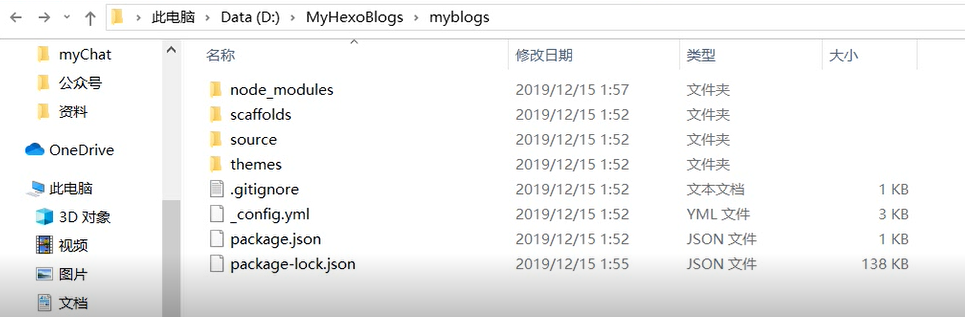 此电脑 › Data (D:) › MyHexoBlogs › myblogs
myChat
公众号
资料
OneDrive
此电脑
3D 对象
视频
图片
文档
名称 修改日期 类型 大小
node_modules 2019/12/15 1:57 文件夹
scaffolds 2019/12/15 1:52 文件夹
source 2019/12/15 1:52 文件夹
themes 2019/12/15 1:52 文件夹
.gitignore 2019/12/15 1:52 文本文档 1 KB
_config.yml 2019/12/15 1:52 YML 文件 3 KB
package.json 2019/12/15 1:52 JSON 文件 1 KB
package-lock.json 2019/12/15 1:55 JSON 文件 138 KB